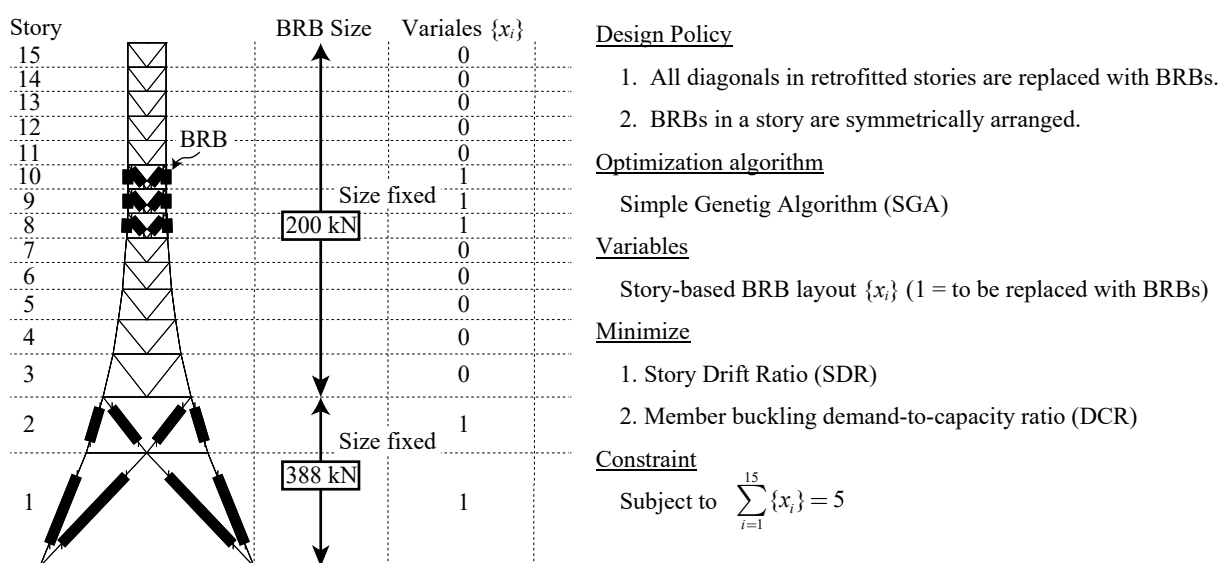 Story BRB Size Variales {xᵢ}
15 0
14 0
13 0
12 0
11 0
BRB
10 1
Size fixed
9 1
8 200 kN 1
7 0
6 0
5 0
4 0
3 0
2 1
Size fixed
388 kN
1 1
Design Policy
1. All diagonals in retrofitted stories are replaced with BRBs.
2. BRBs in a story are symmetrically arranged.
Optimization algorithm
Simple Genetig Algorithm (SGA)
Variables
Story-based BRB layout {xᵢ} (1 = to be replaced with BRBs)
Minimize
1. Story Drift Ratio (SDR)
2. Member buckling demand-to-capacity ratio (DCR)
Constraint
Subject to ∑_{i=1}^{15} {xᵢ} = 5